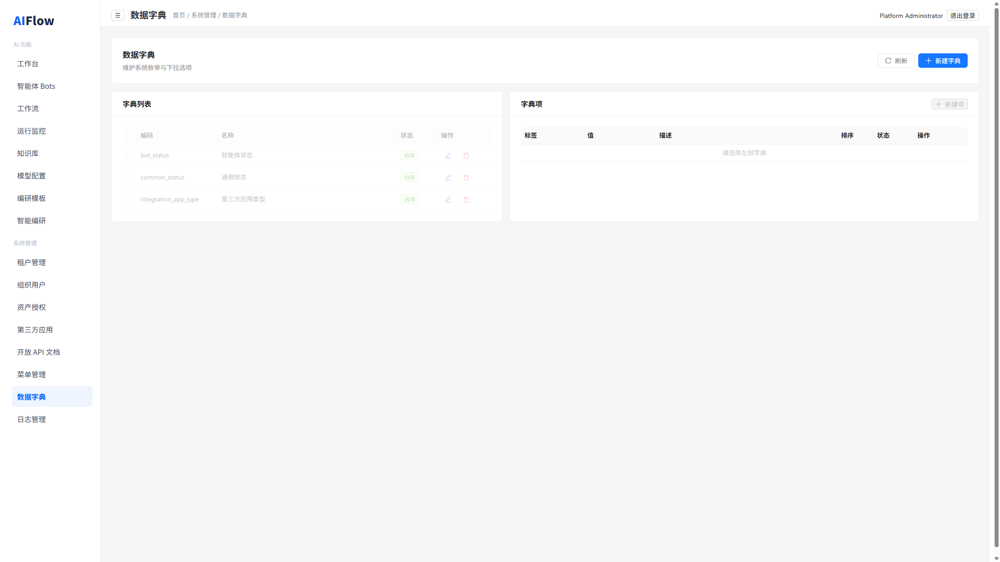 AIFlow
AI 功能
工作台
智能体 Bots
工作流
运行监控
知识库
模型配置
编研模板
智能编研
系统管理
租户管理
组织用户
资产授权
第三方应用
开放 API 文档
菜单管理
数据字典
日志管理
数据字典 首页 / 系统管理 / 数据字典
Platform Administrator 退出登录
数据字典
维护系统枚举与下拉选项
刷新 新建字典
字典列表
编码 名称 状态 操作
bot_status 智能体状态 启用
common_status 通用状态 启用
integration_app_type 第三方应用类型 启用
字典项 新建项
标签 值 描述 排序 状态 操作
请选择左侧字典